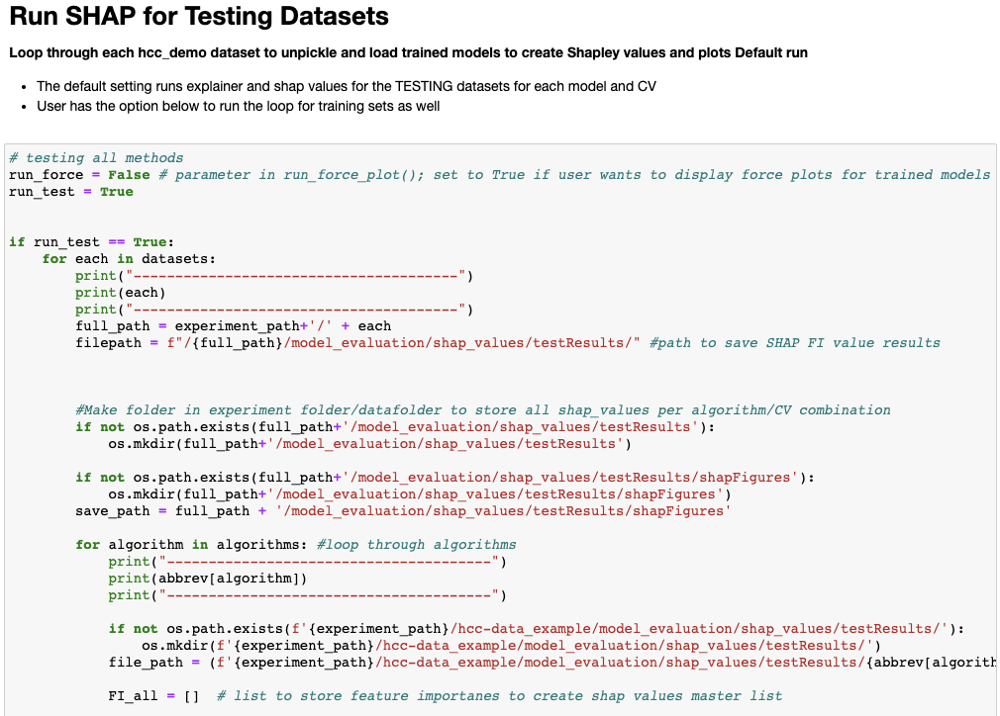 Run SHAP for Testing Datasets
Loop through each hcc_demo dataset to unpickle and load trained models to create Shapley values and plots Default run
• The default setting runs explainer and shap values for the TESTING datasets for each model and CV
• User has the option below to run the loop for training sets as well
# testing all methods
run_force = False # parameter in run_force_plot(); set to True if user wants to display force plots for trained models
run_test = True
if run_test == True:
    for each in datasets:
        print("---------------------------------------")
        print(each)
        print("---------------------------------------")
        full_path = experiment_path+'/' + each
        filepath = f"/{full_path}/model_evaluation/shap_values/testResults/" #path to save SHAP FI value results
        #Make folder in experiment folder/datafolder to store all shap_values per algorithm/CV combination
        if not os.path.exists(full_path+'/model_evaluation/shap_values/testResults'):
            os.mkdir(full_path+'/model_evaluation/shap_values/testResults')
        if not os.path.exists(full_path+'/model_evaluation/shap_values/testResults/shapFigures'):
            os.mkdir(full_path+'/model_evaluation/shap_values/testResults/shapFigures')
        save_path = full_path + '/model_evaluation/shap_values/testResults/shapFigures'
        for algorithm in algorithms: #loop through algorithms
            print("---------------------------------------")
            print(abbrev[algorithm])
            print("---------------------------------------")
            if not os.path.exists(f'{experiment_path}/hcc-data_example/model_evaluation/shap_values/testResults/'):
                os.mkdir(f'{experiment_path}/hcc-data_example/model_evaluation/shap_values/testResults/')
            file_path = (f'{experiment_path}/hcc-data_example/model_evaluation/shap_values/testResults/{abbrev[algorith
            FI_all = []  # list to store feature importanes to create shap values master list